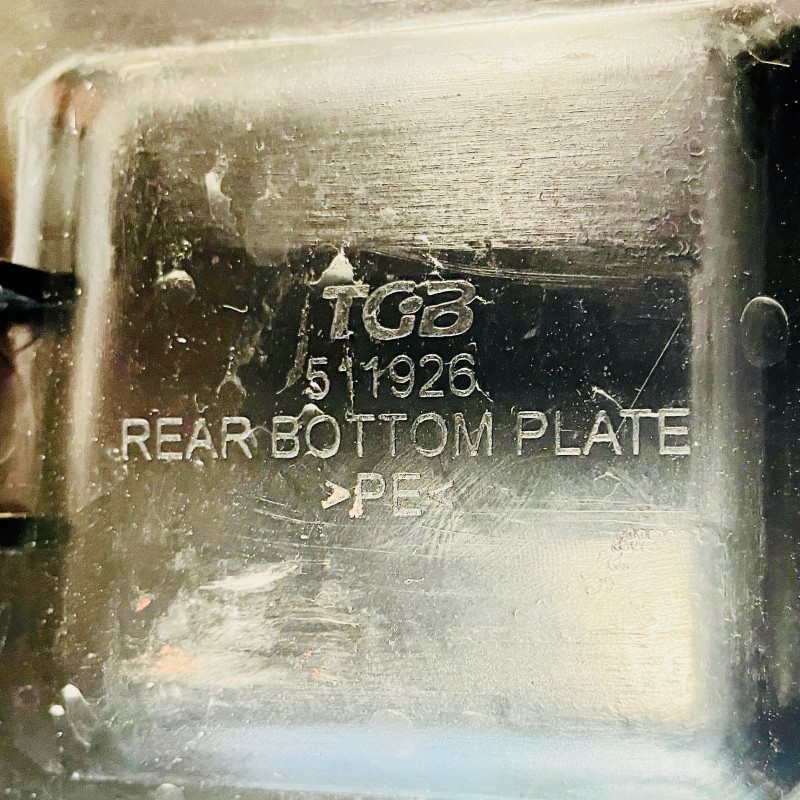 TGB
511926
REAR BOTTOM PLATE
>PE<